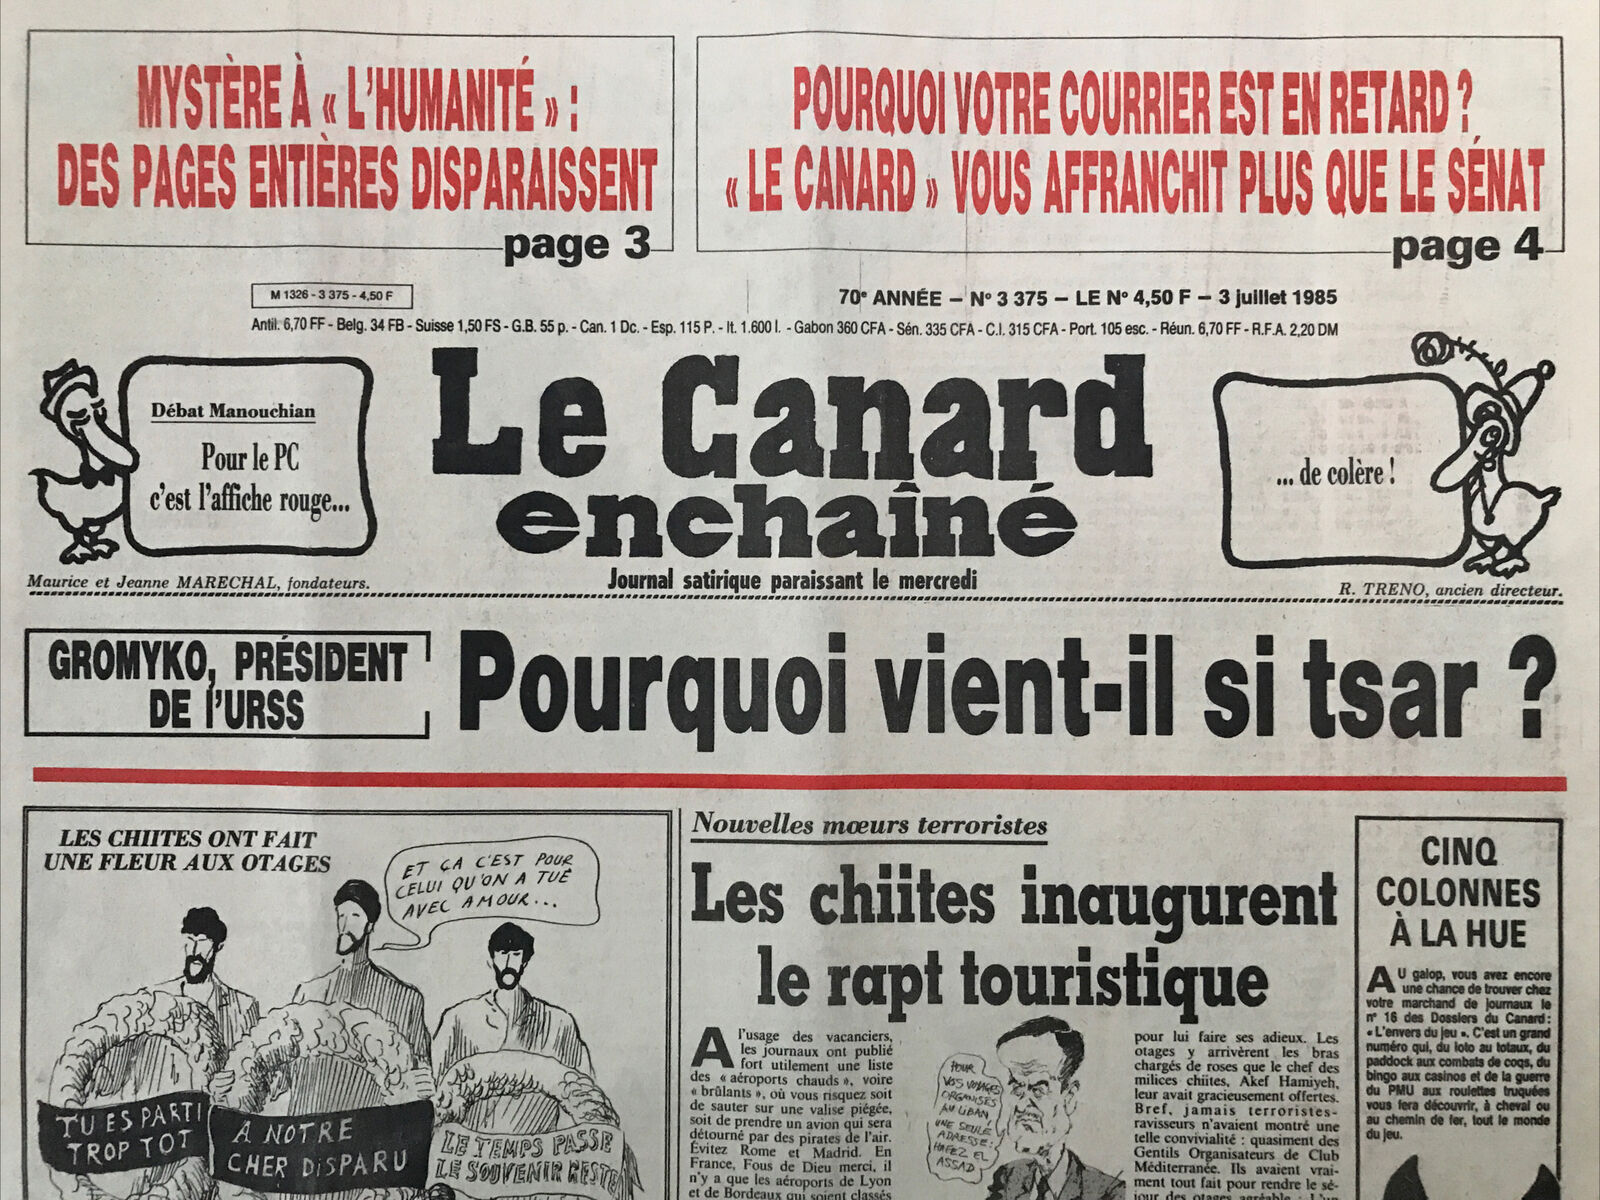 MYSTÈRE À « L'HUMANITÉ » :
DES PAGES ENTIÈRES DISPARAISSENT
page 3
POURQUOI VOTRE COURRIER EST EN RETARD ?
« LE CANARD » VOUS AFFRANCHIT PLUS QUE LE SÉNAT
page 4
M 1326 - 3 375 - 4,50 F
70e ANNÉE – No 3 375 – LE No 4,50 F – 3 juillet 1985
Antil. 6,70 FF - Belg. 34 FB - Suisse 1,50 FS - G.B. 55 p. - Can. 1 Dc. - Esp. 115 P. - It. 1.600 l. - Gabon 360 CFA - Sén. 335 CFA - C.I. 315 CFA - Port. 105 esc. - Réun. 6,70 FF - R.F.A. 2,20 DM
Débat Manouchian
Pour le PC
c'est l'affiche rouge...
Le Canard
enchaîné
Journal satirique paraissant le mercredi
... de colère !
Maurice et Jeanne MARECHAL, fondateurs.
R. TRENO, ancien directeur.
GROMYKO, PRÉSIDENT
DE l'URSS
Pourquoi vient-il si tsar ?
LES CHIITES ONT FAIT
UNE FLEUR AUX OTAGES
ET ÇA C'EST POUR
CELUI QU'ON A TUÉ
AVEC AMOUR...
TU ES PARTI
TROP TOT
A NOTRE
CHER DISPARU
LE TEMPS PASSE
LE SOUVENIR RESTE
Nouvelles mœurs terroristes
Les chiites inaugurent
le rapt touristique
A l'usage des vacanciers,
les journaux ont publié
fort utilement une liste
des « aéroports chauds », voire
« brûlants », où vous risquez soit
de sauter sur une valise piégée,
soit de prendre un avion qui sera
détourné par des pirates de l'air.
Évitez Rome et Madrid. En
France, Fous de Dieu merci, il
n'y a que les aéroports de Lyon
et de Bordeaux qui soient classés
POUR
VOS VOYAGES
ORGANISÉS
AU LIBAN
UNE SEULE
ADRESSE :
HAFEZ EL
ASSAD
pour lui faire ses adieux. Les
otages y arrivèrent les bras
chargés de roses que le chef des
milices chiites, Akef Hamiyeh,
leur avait gracieusement offertes.
Bref, jamais terroristes-
ravisseurs n'avaient montré une
telle convivialité : quasiment des
Gentils Organisateurs de Club
Méditerranée. Ils avaient vrai-
ment tout fait pour rendre le sé-
jour des otages agréable : L'un
CINQ
COLONNES
À LA HUE
AU galop, vous avez encore
une chance de trouver chez
votre marchand de journaux le
n° 16 des Dossiers du Canard :
« L'envers du jeu ». C'est un grand
numéro qui, du loto au totaux, du
paddock aux combats de coqs, du
bingo aux casinos et de la guerre
du PMU aux roulettes truquées
vous fera découvrir, à cheval ou
au chemin de fer, tout le monde
du jeu.